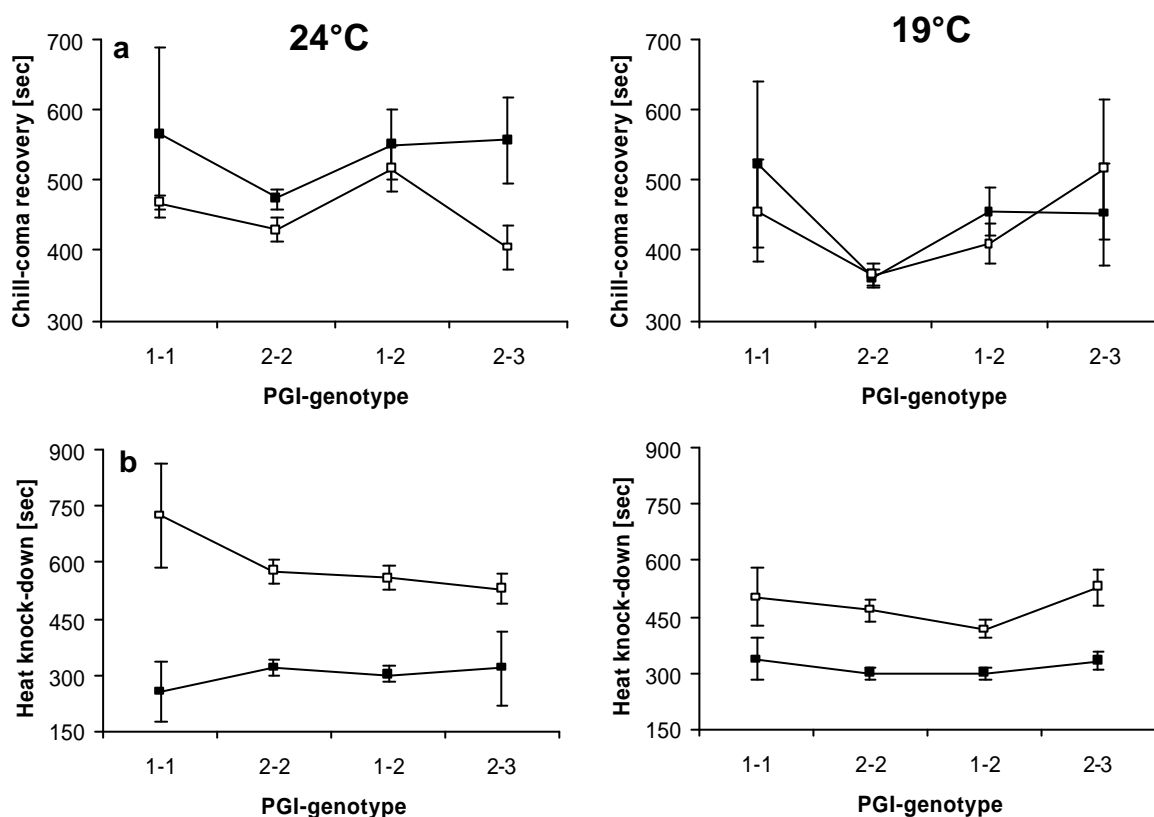 24°C
19°C
a
Chill-coma recovery [sec]
700
600
500
400
300
1-1 2-2 1-2 2-3
PGI-genotype
Chill-coma recovery [sec]
700
600
500
400
300
1-1 2-2 1-2 2-3
PGI-genotype
b
Heat knock-down [sec]
900
750
600
450
300
150
1-1 2-2 1-2 2-3
PGI-genotype
Heat knock-down [sec]
900
750
600
450
300
150
1-1 2-2 1-2 2-3
PGI-genotype